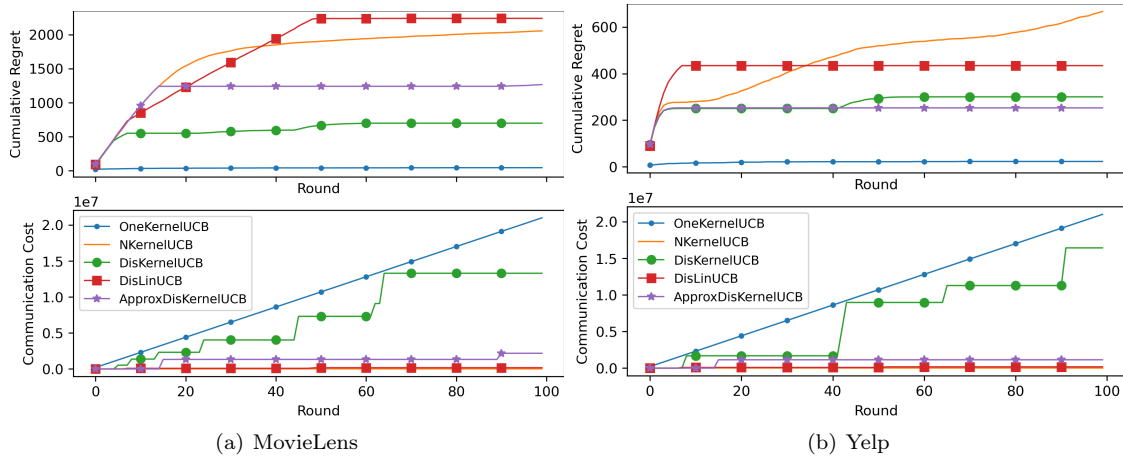 Cumulative Regret
2000
1500
1000
500
0
Round
1e7
Communication Cost
2.0
1.5
1.0
0.5
0.0
OneKernelUCB
NKernelUCB
DisKernelUCB
DisLinUCB
ApproxDisKernelUCB
0 20 40 60 80 100
Round
(a) MovieLens
Cumulative Regret
600
400
200
0
Round
1e7
Communication Cost
2.0
1.5
1.0
0.5
0.0
OneKernelUCB
NKernelUCB
DisKernelUCB
DisLinUCB
ApproxDisKernelUCB
0 20 40 60 80 100
Round
(b) Yelp